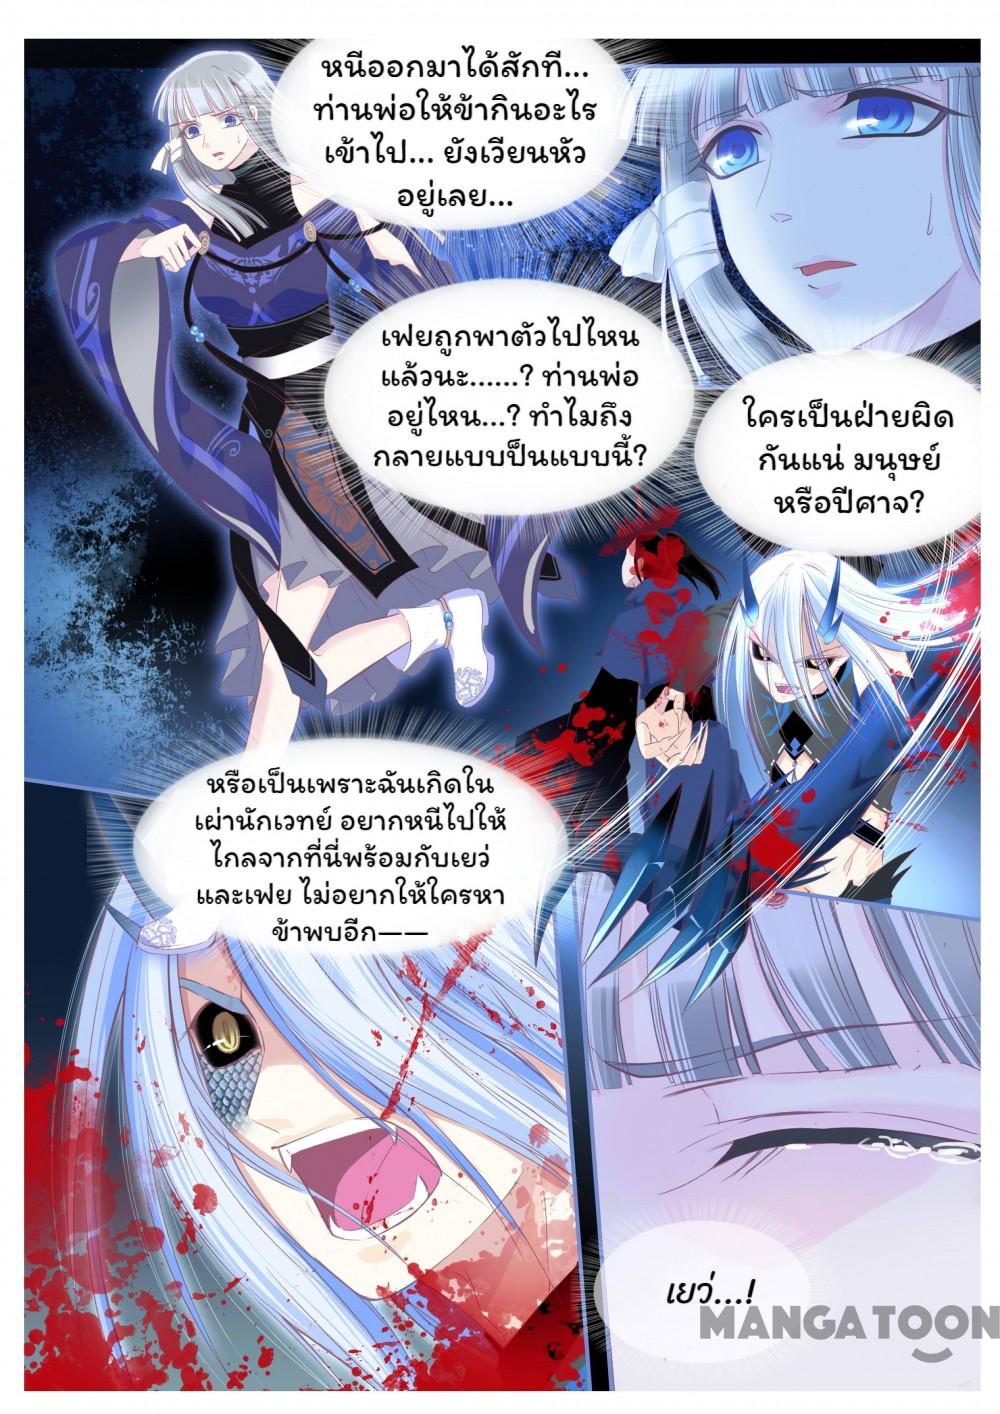 หนีออกมาได้สักที...
ท่านพ่อให้ข้ากินอะไร
เข้าไป... ยังเวียนหัว
อยู่เลย...
เฟยถูกพาตัวไปไหน
แล้วนะ......? ท่านพ่อ
อยู่ไหน...? ทำไมถึง
กลายแบบป็นแบบนี้?
ใครเป็นฝ่ายผิด
กันแน่ มนุษย์
หรือปีศาจ?
หรือเป็นเพราะฉันเกิดใน
เผ่านักเวทย์ อยากหนีไปให้
ไกลจากที่นี่พร้อมกับเยว่
และเฟย ไม่อยากให้ใครหา
ข้าพบอีก——
เยว่...!
MANGATOON